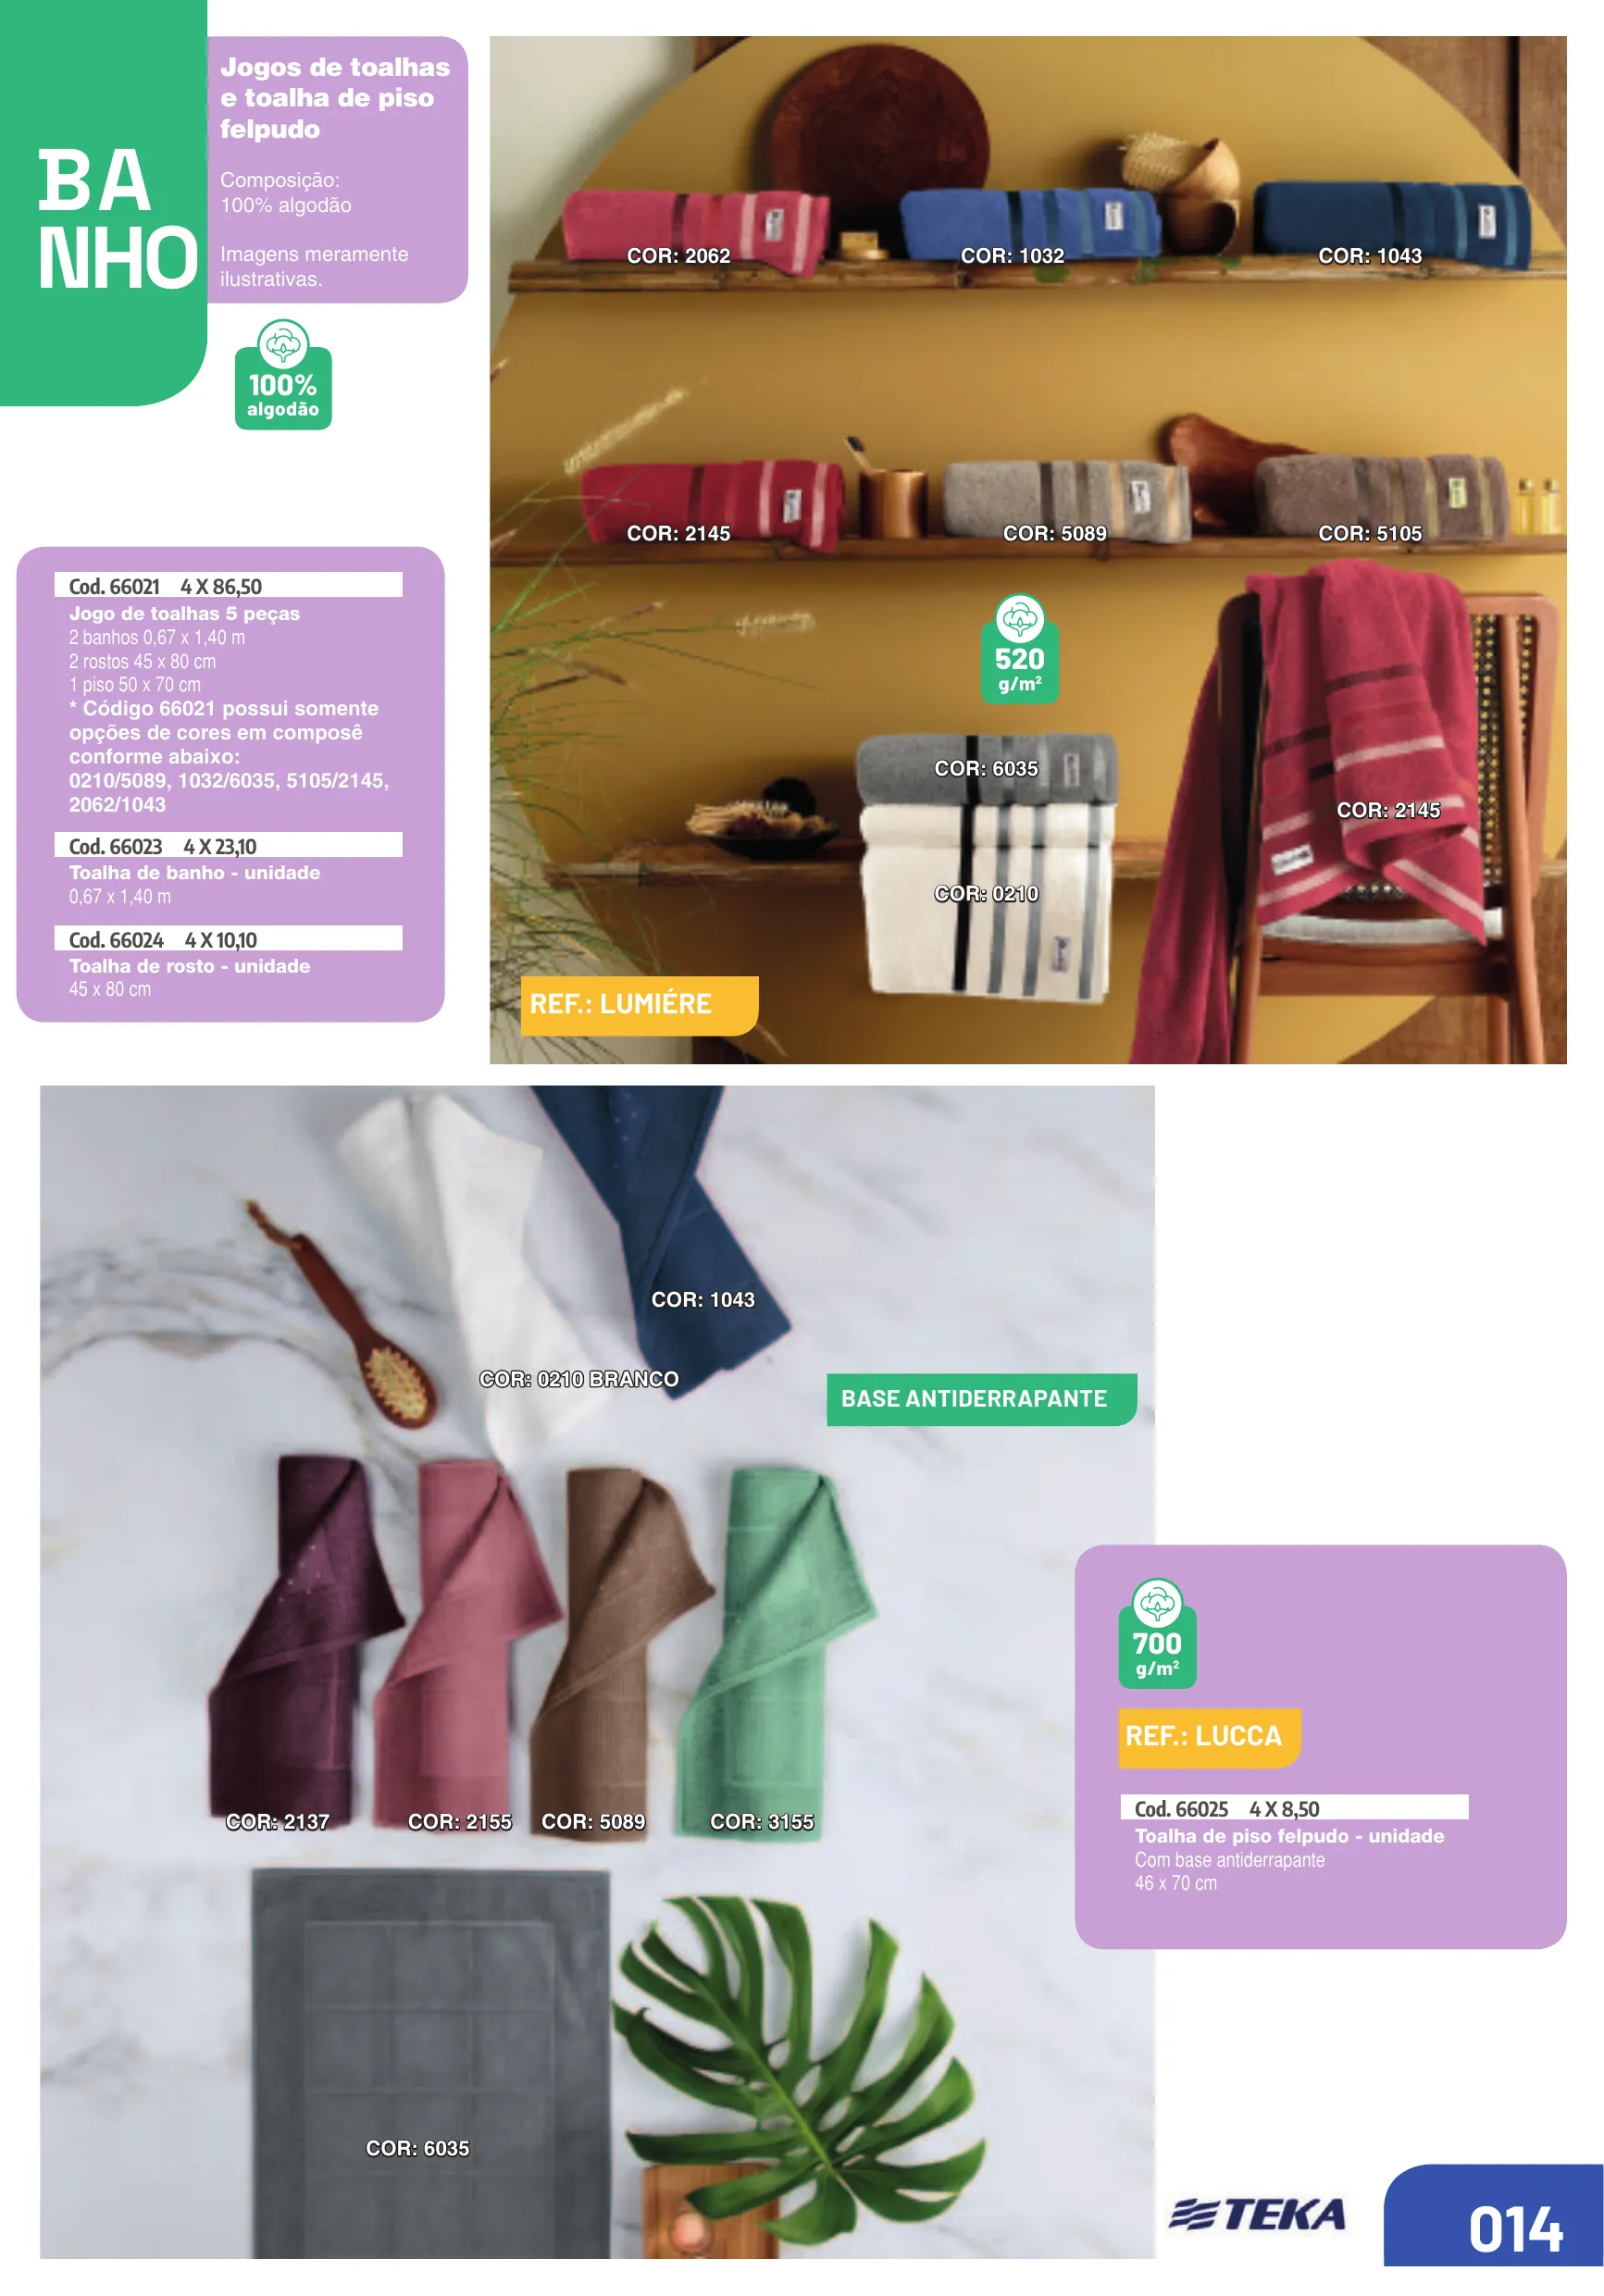 BA
NHO
Jogos de toalhas
e toalha de piso
felpudo
Composição:
100% algodão
Imagens meramente
ilustrativas.
100%
algodão
COR: 2062
COR: 1032
COR: 1043
COR: 2145
COR: 5089
COR: 5105
520
g/m²
COR: 6035
COR: 2145
COR: 0210
REF.: LUMIÉRE
Cod. 66021 4 X 86,50
Jogo de toalhas 5 peças
2 banhos 0,67 x 1,40 m
2 rostos 45 x 80 cm
1 piso 50 x 70 cm
* Código 66021 possui somente
opções de cores em composê
conforme abaixo:
0210/5089, 1032/6035, 5105/2145,
2062/1043
Cod. 66023 4 X 23,10
Toalha de banho - unidade
0,67 x 1,40 m
Cod. 66024 4 X 10,10
Toalha de rosto - unidade
45 x 80 cm
COR: 1043
COR: 0210 BRANCO
BASE ANTIDERRAPANTE
COR: 2137
COR: 2155
COR: 5089
COR: 3155
COR: 6035
700
g/m²
REF.: LUCCA
Cod. 66025 4 X 8,50
Toalha de piso felpudo - unidade
Com base antiderrapante
46 x 70 cm
TEKA
014